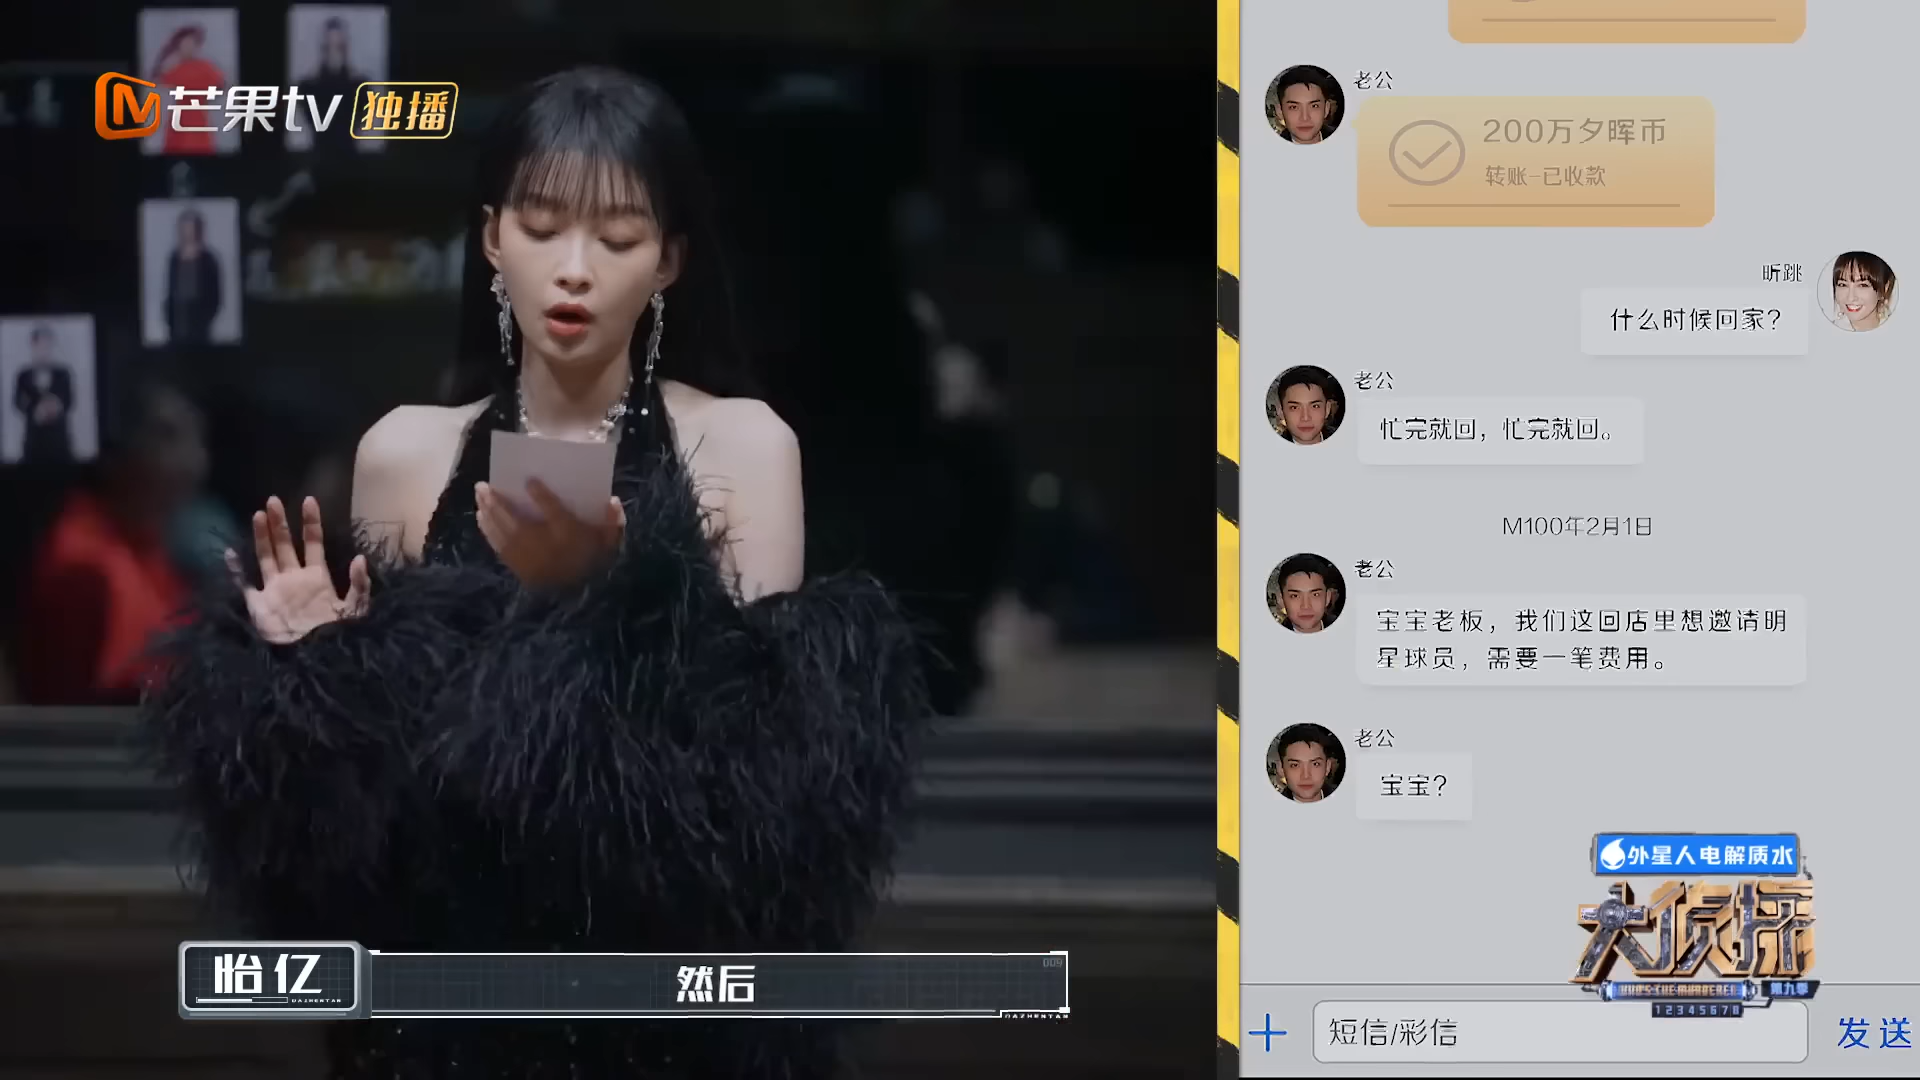 芒果tv 独播
怡亿
然后
老公
200万夕晖币
转账-已收款
昕跳
什么时候回家？
老公
忙完就回，忙完就回。
M100年2月1日
老公
宝宝老板，我们这回店里想邀请明
星球员，需要一笔费用。
老公
宝宝？
外星人电解质水
大侦探
WHO'S THE MURDERER
第九季
12345678
短信/彩信
发送